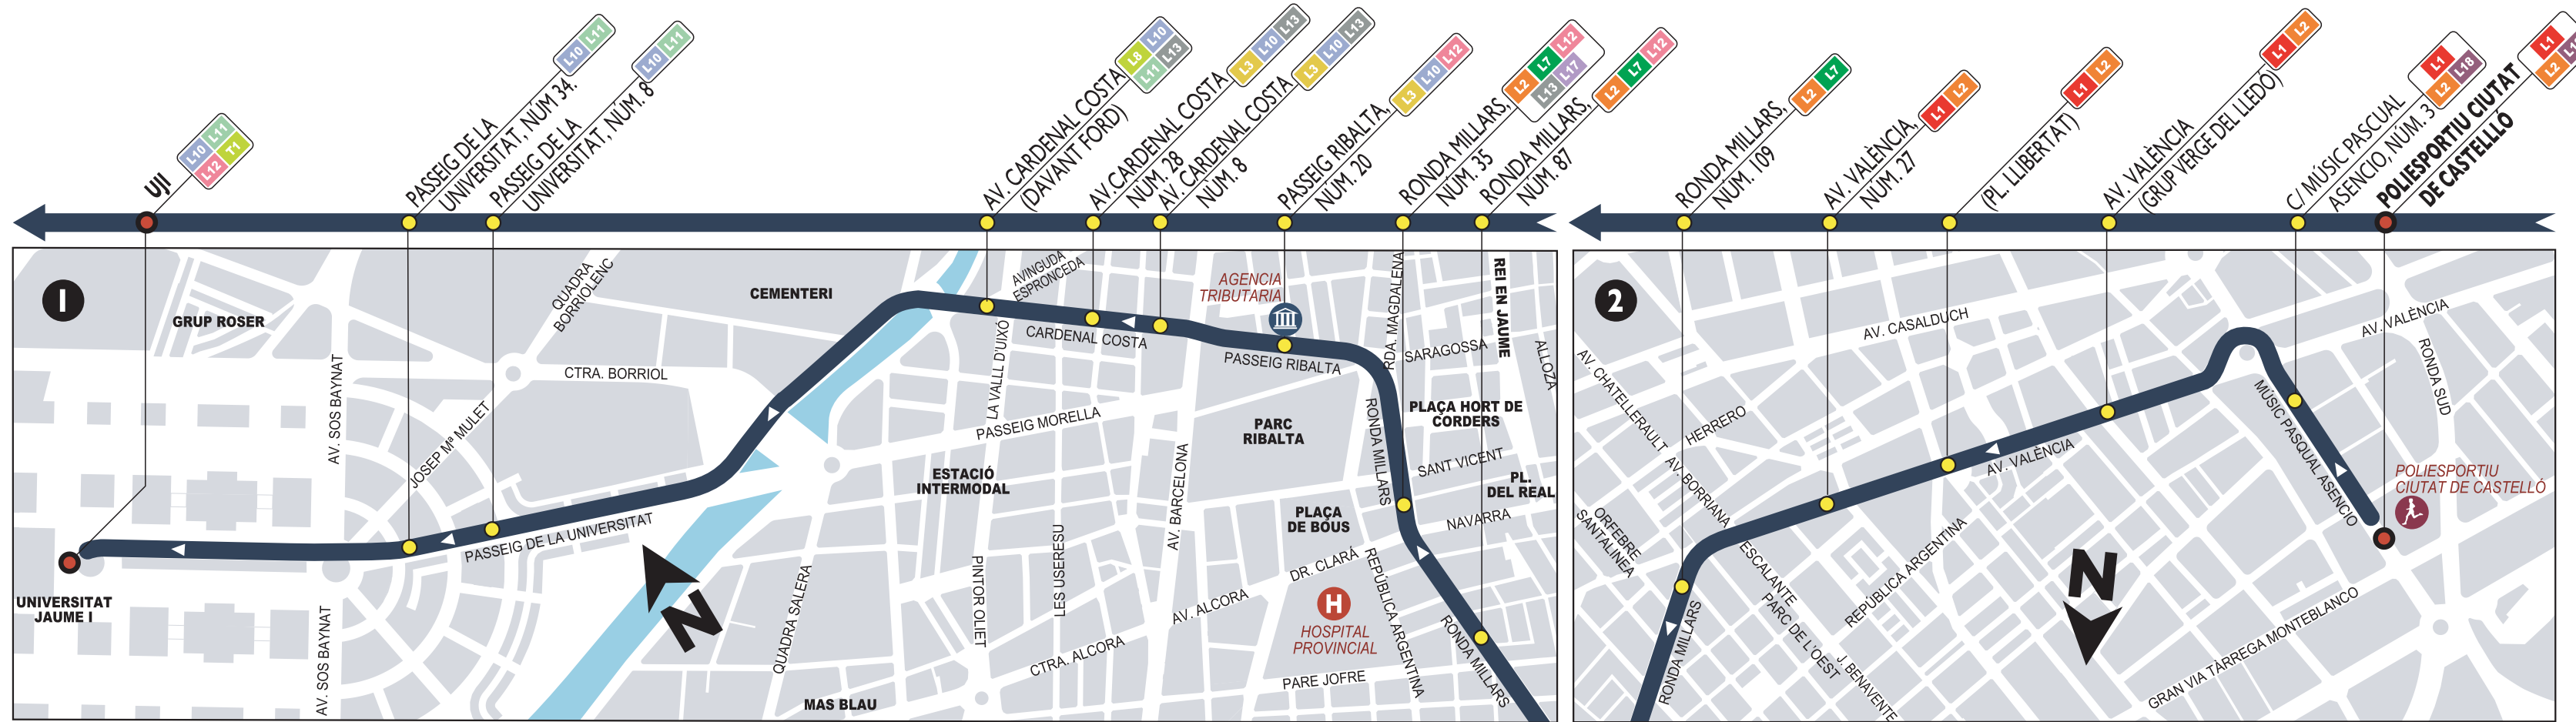 UJI
L10 L11
L12 T1
PASSEIG DE LA
UNIVERSITAT, NÚM 34.
L10 L11
PASSEIG DE LA
UNIVERSITAT, NÚM. 8
L10 L11
AV. CARDENAL COSTA
(DAVANT FORD)
L8 L10
L11 L13
AV.CARDENAL COSTA
NÚM. 28
L3 L10 L13
AV. CARDENAL COSTA
NÚM. 8
L3 L10 L13
PASSEIG RIBALTA,
NÚM. 20
L3 L10 L12
RONDA MILLARS,
NÚM. 35
L2 L7 L12
L13 L17
RONDA MILLARS,
NÚM. 87
L2 L7 L12
RONDA MILLARS,
NÚM. 109
L2 L7
AV. VALÈNCIA,
NÚM. 27
L1 L2
(PL. LLIBERTAT)
L1 L2
AV. VALÈNCIA
(GRUP VERGE DEL LLEDÓ)
L1 L2
C/ MÚSIC PASCUAL
ASENCIO, NÚM. 3
L1
L2 L18
POLIESPORTIU CIUTAT
DE CASTELLÓ
L1
L2
1
GRUP ROSER
QUADRA
BORRIOLENC
CEMENTERI
AVINGUDA
ESPRONCEDA
AGENCIA
TRIBUTARIA
RDA. MAGDALENA
REI EN JAUME
CARDENAL COSTA
PASSEIG RIBALTA
SARAGOSSA
ALLOZA
CTRA. BORRIOL
AV. SOS BAYNAT
JOSEP Mª MULET
LA VALLL D'UIXÓ
PASSEIG MORELLA
PARC
RIBALTA
RONDA MILLARS
PLAÇA HORT DE
CORDERS
ESTACIÓ
INTERMODAL
AV. BARCELONA
SANT VICENT
PL.
DEL REAL
PLAÇA
DE BOUS
NAVARRA
PASSEIG DE LA UNIVERSITAT
UNIVERSITAT
JAUME I
AV. SOS BAYNAT
N
QUADRA SALERA
PINTOR OLIET
LES USERESU
DR. CLARÁ
REPÚBLICA ARGENTINA
AV. ALCORA
H
HOSPITAL
PROVINCIAL
CTRA. ALCORA
RONDA MILLARS
PARE JOFRE
MAS BLAU
2
AV. CASALDUCH
AV. VALÈNCIA
AV. CHATELLERAULT
HERRERO
RONDA SUD
MÚSIC PASQUAL ASENCIO
AV. BORRIANA
AV. VALÈNCIA
POLIESPORTIU
CIUTAT DE CASTELLÓ
ORFEBRE
SANTALINEA
ESCALANTE
REPÚBLICA ARGENTINA
N
PARC DE L'OEST
J. BENAVENTE
RONDA MILLARS
GRAN VIA TÀRREGA MONTEBLANCO